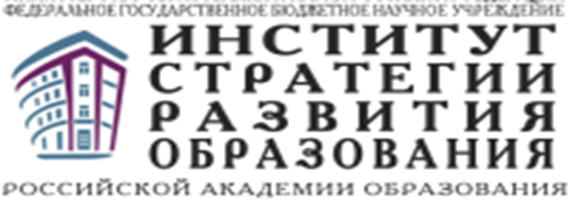 ФЕДЕРАЛЬНОЕ ГОСУДАРСТВЕННОЕ БЮДЖЕТНОЕ НАУЧНОЕ УЧРЕЖДЕНИЕ
ИНСТИТУТ
СТРАТЕГИИ
РАЗВИТИЯ
ОБРАЗОВАНИЯ
РОССИЙСКОЙ АКАДЕМИИ ОБРАЗОВАНИЯ